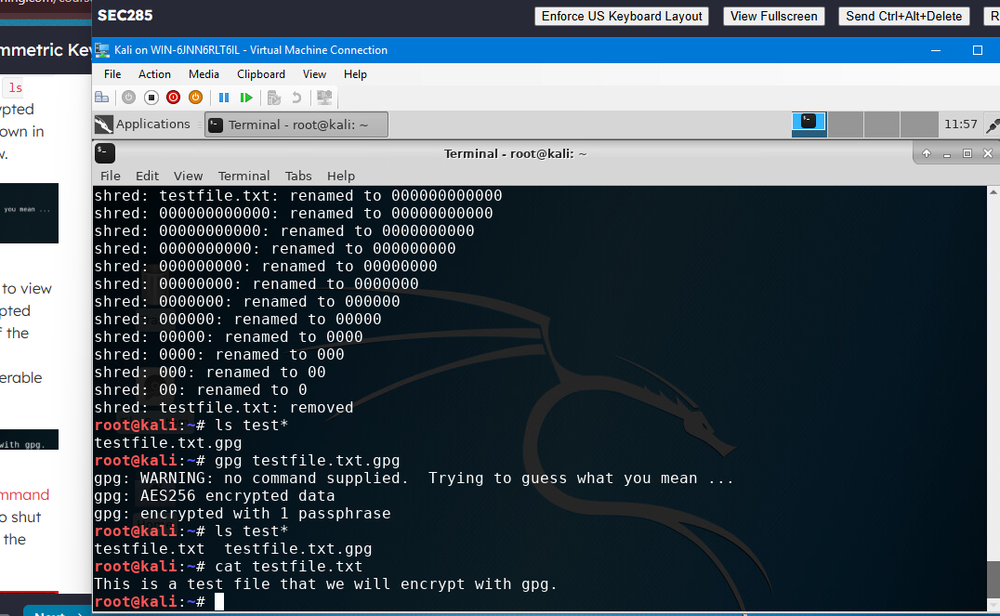 ning.com/cours
SEC285
Enforce US Keyboard Layout
View Fullscreen
Send Ctrl+Alt+Delete
mmetric Key
Kali on WIN-6JNN6RLT6IL - Virtual Machine Connection
File Action Media Clipboard View Help
ls
ypted
own in
w.
Applications
Terminal - root@kali: ~
11:57
Terminal - root@kali: ~
File Edit View Terminal Tabs Help
you mean ...
to view
pted
f the
erable
with gpg.
mmand
o shut
the
shred: testfile.txt: renamed to 000000000000
shred: 000000000000: renamed to 00000000000
shred: 00000000000: renamed to 0000000000
shred: 0000000000: renamed to 000000000
shred: 000000000: renamed to 00000000
shred: 00000000: renamed to 0000000
shred: 0000000: renamed to 000000
shred: 000000: renamed to 00000
shred: 00000: renamed to 0000
shred: 0000: renamed to 000
shred: 000: renamed to 00
shred: 00: renamed to 0
shred: testfile.txt: removed
root@kali:~# ls test*
testfile.txt.gpg
root@kali:~# gpg testfile.txt.gpg
gpg: WARNING: no command supplied.  Trying to guess what you mean ...
gpg: AES256 encrypted data
gpg: encrypted with 1 passphrase
root@kali:~# ls test*
testfile.txt  testfile.txt.gpg
root@kali:~# cat testfile.txt
This is a test file that we will encrypt with gpg.
root@kali:~#